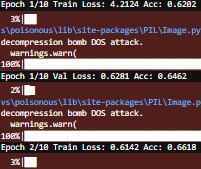 Epoch 1/10 Train Loss: 4.2124 Acc: 0.6202
3%|
s\poisonous\lib\site-packages\PIL\Image.py
decompression bomb DOS attack.
warnings.warn(
100%|
Epoch 1/10 Val Loss: 0.6281 Acc: 0.6462
2%|
vs\poisonous\lib\site-packages\PIL\Image.p
decompression bomb DOS attack.
warnings.warn(
100%|
Epoch 2/10 Train Loss: 0.6142 Acc: 0.6618
3%|